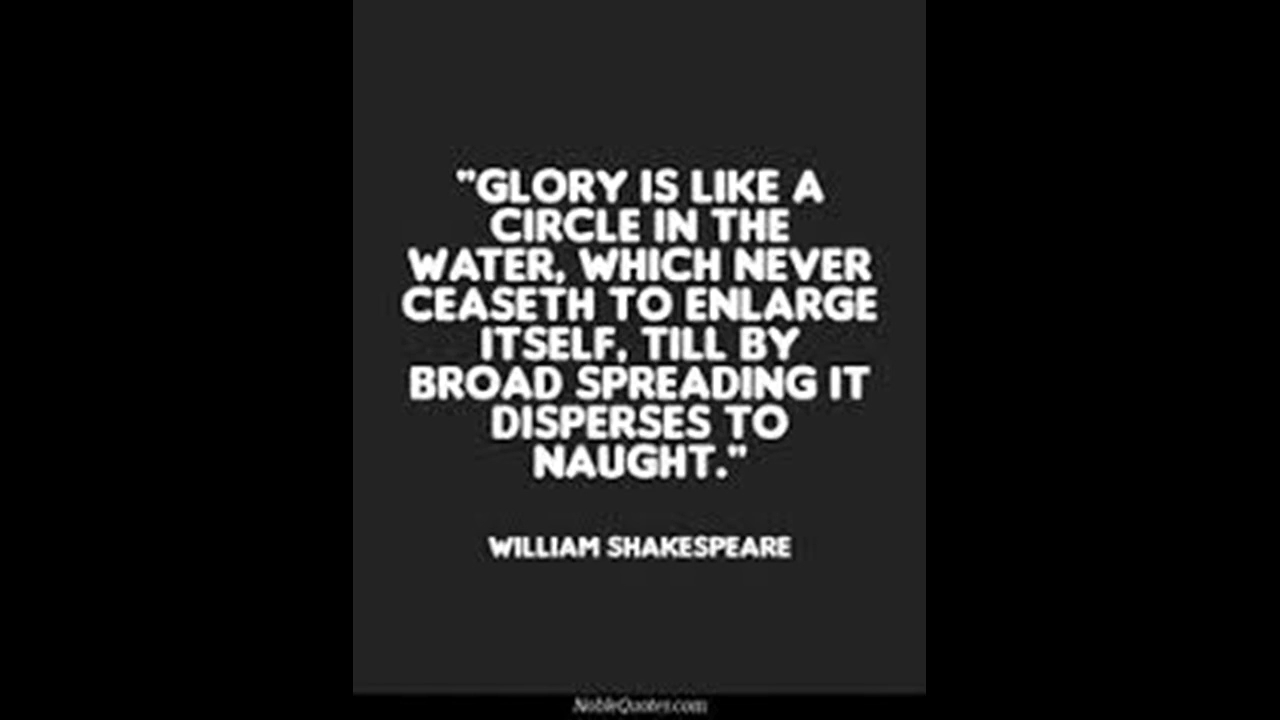 "GLORY IS LIKE A
CIRCLE IN THE
WATER, WHICH NEVER
CEASETH TO ENLARGE
ITSELF, TILL BY
BROAD SPREADING IT
DISPERSES TO
NAUGHT."
WILLIAM SHAKESPEARE
NobleQuotes.com